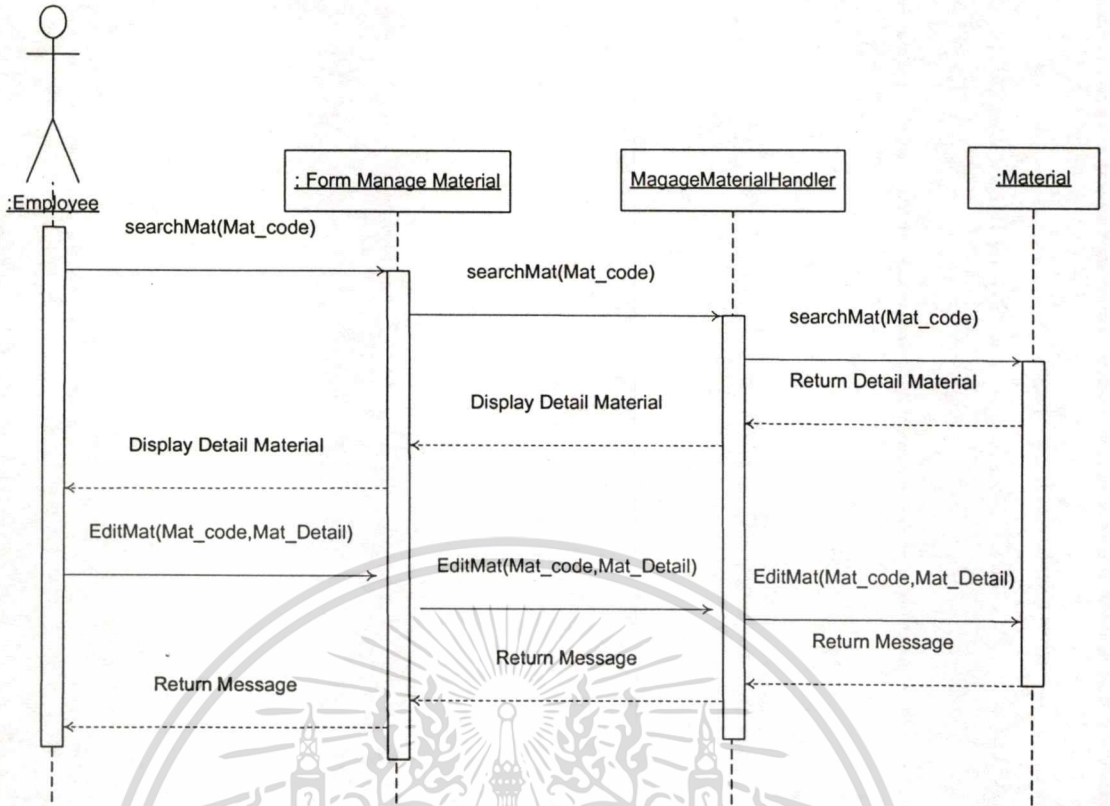 : Form Manage Material
MagageMaterialHandler
:Material
:Employee
searchMat(Mat_code)
searchMat(Mat_code)
searchMat(Mat_code)
Return Detail Material
Display Detail Material
Display Detail Material
EditMat(Mat_code,Mat_Detail)
EditMat(Mat_code,Mat_Detail)
EditMat(Mat_code,Mat_Detail)
Return Message
Return Message
Return Message